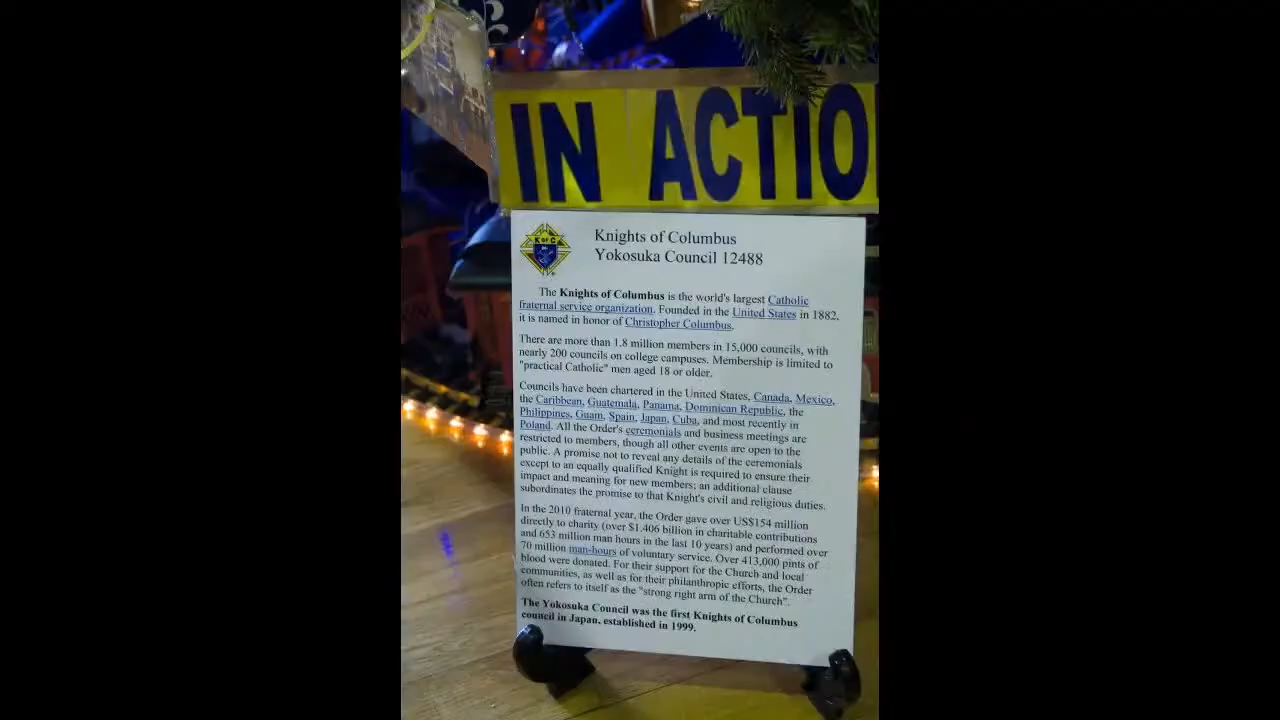 IN ACTIO
K OF C
Knights of Columbus
Yokosuka Council 12488
The Knights of Columbus is the world's largest Catholic
fraternal service organization. Founded in the United States in 1882,
it is named in honor of Christopher Columbus.
There are more than 1.8 million members in 15,000 councils, with
nearly 200 councils on college campuses. Membership is limited to
"practical Catholic" men aged 18 or older.
Councils have been chartered in the United States, Canada, Mexico,
the Caribbean, Guatemala, Panama, Dominican Republic, the
Philippines, Guam, Spain, Japan, Cuba, and most recently in
Poland. All the Order's ceremonials and business meetings are
restricted to members, though all other events are open to the
public. A promise not to reveal any details of the ceremonials
except to an equally qualified Knight is required to ensure their
impact and meaning for new members; an additional clause
subordinates the promise to that Knight's civil and religious duties.
In the 2010 fraternal year, the Order gave over US$154 million
directly to charity (over $1.406 billion in charitable contributions
and 653 million man hours in the last 10 years) and performed over
70 million man-hours of voluntary service. Over 413,000 pints of
blood were donated. For their support for the Church and local
communities, as well as for their philanthropic efforts, the Order
often refers to itself as the "strong right arm of the Church".
The Yokosuka Council was the first Knights of Columbus
council in Japan, established in 1999.